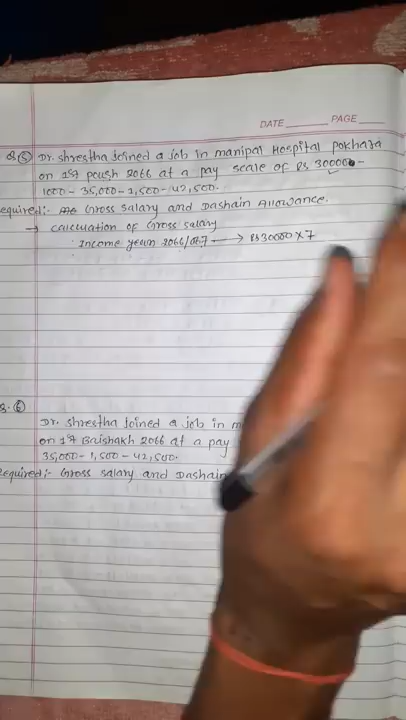 DATE PAGE
Q.⑤ Dr. Shrestha Joined a Job in manipal Hospital Pokhara
on 1st poush 2066 at a pay scale of Rs 30000-
1000-35,000-1,500-42,500.
equired:- Gross salary and Dashain Allowance.
→ calculation of Gross salary
Income year 2066/067 → Rs 30000 × 7
Q.⑥
Dr. Shrestha Joined a Job in m
on 1st Baishakh 2066 at a pay
35,000-1,500-42,500.
equired:- Gross salary and Dashain